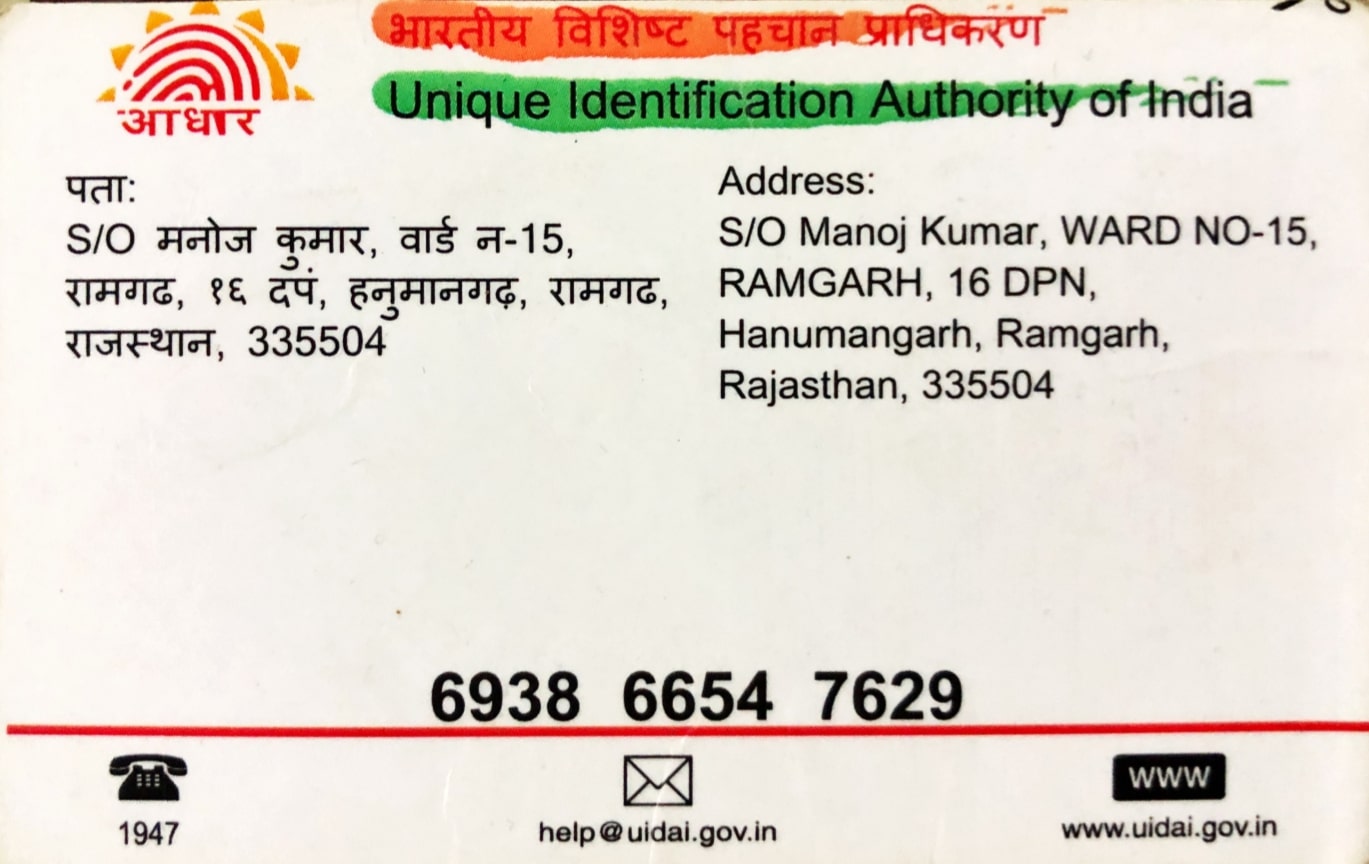 भारतीय विशिष्ट पहचान प्राधिकरण
Unique Identification Authority of India
आधार
पता:
S/O मनोज कुमार, वार्ड न-15,
रामगढ, १६ दपं, हनुमानगढ़, रामगढ,
राजस्थान, 335504
Address:
S/O Manoj Kumar, WARD NO-15,
RAMGARH, 16 DPN,
Hanumangarh, Ramgarh,
Rajasthan, 335504
6938 6654 7629
1947
help@uidai.gov.in
WWW
www.uidai.gov.in